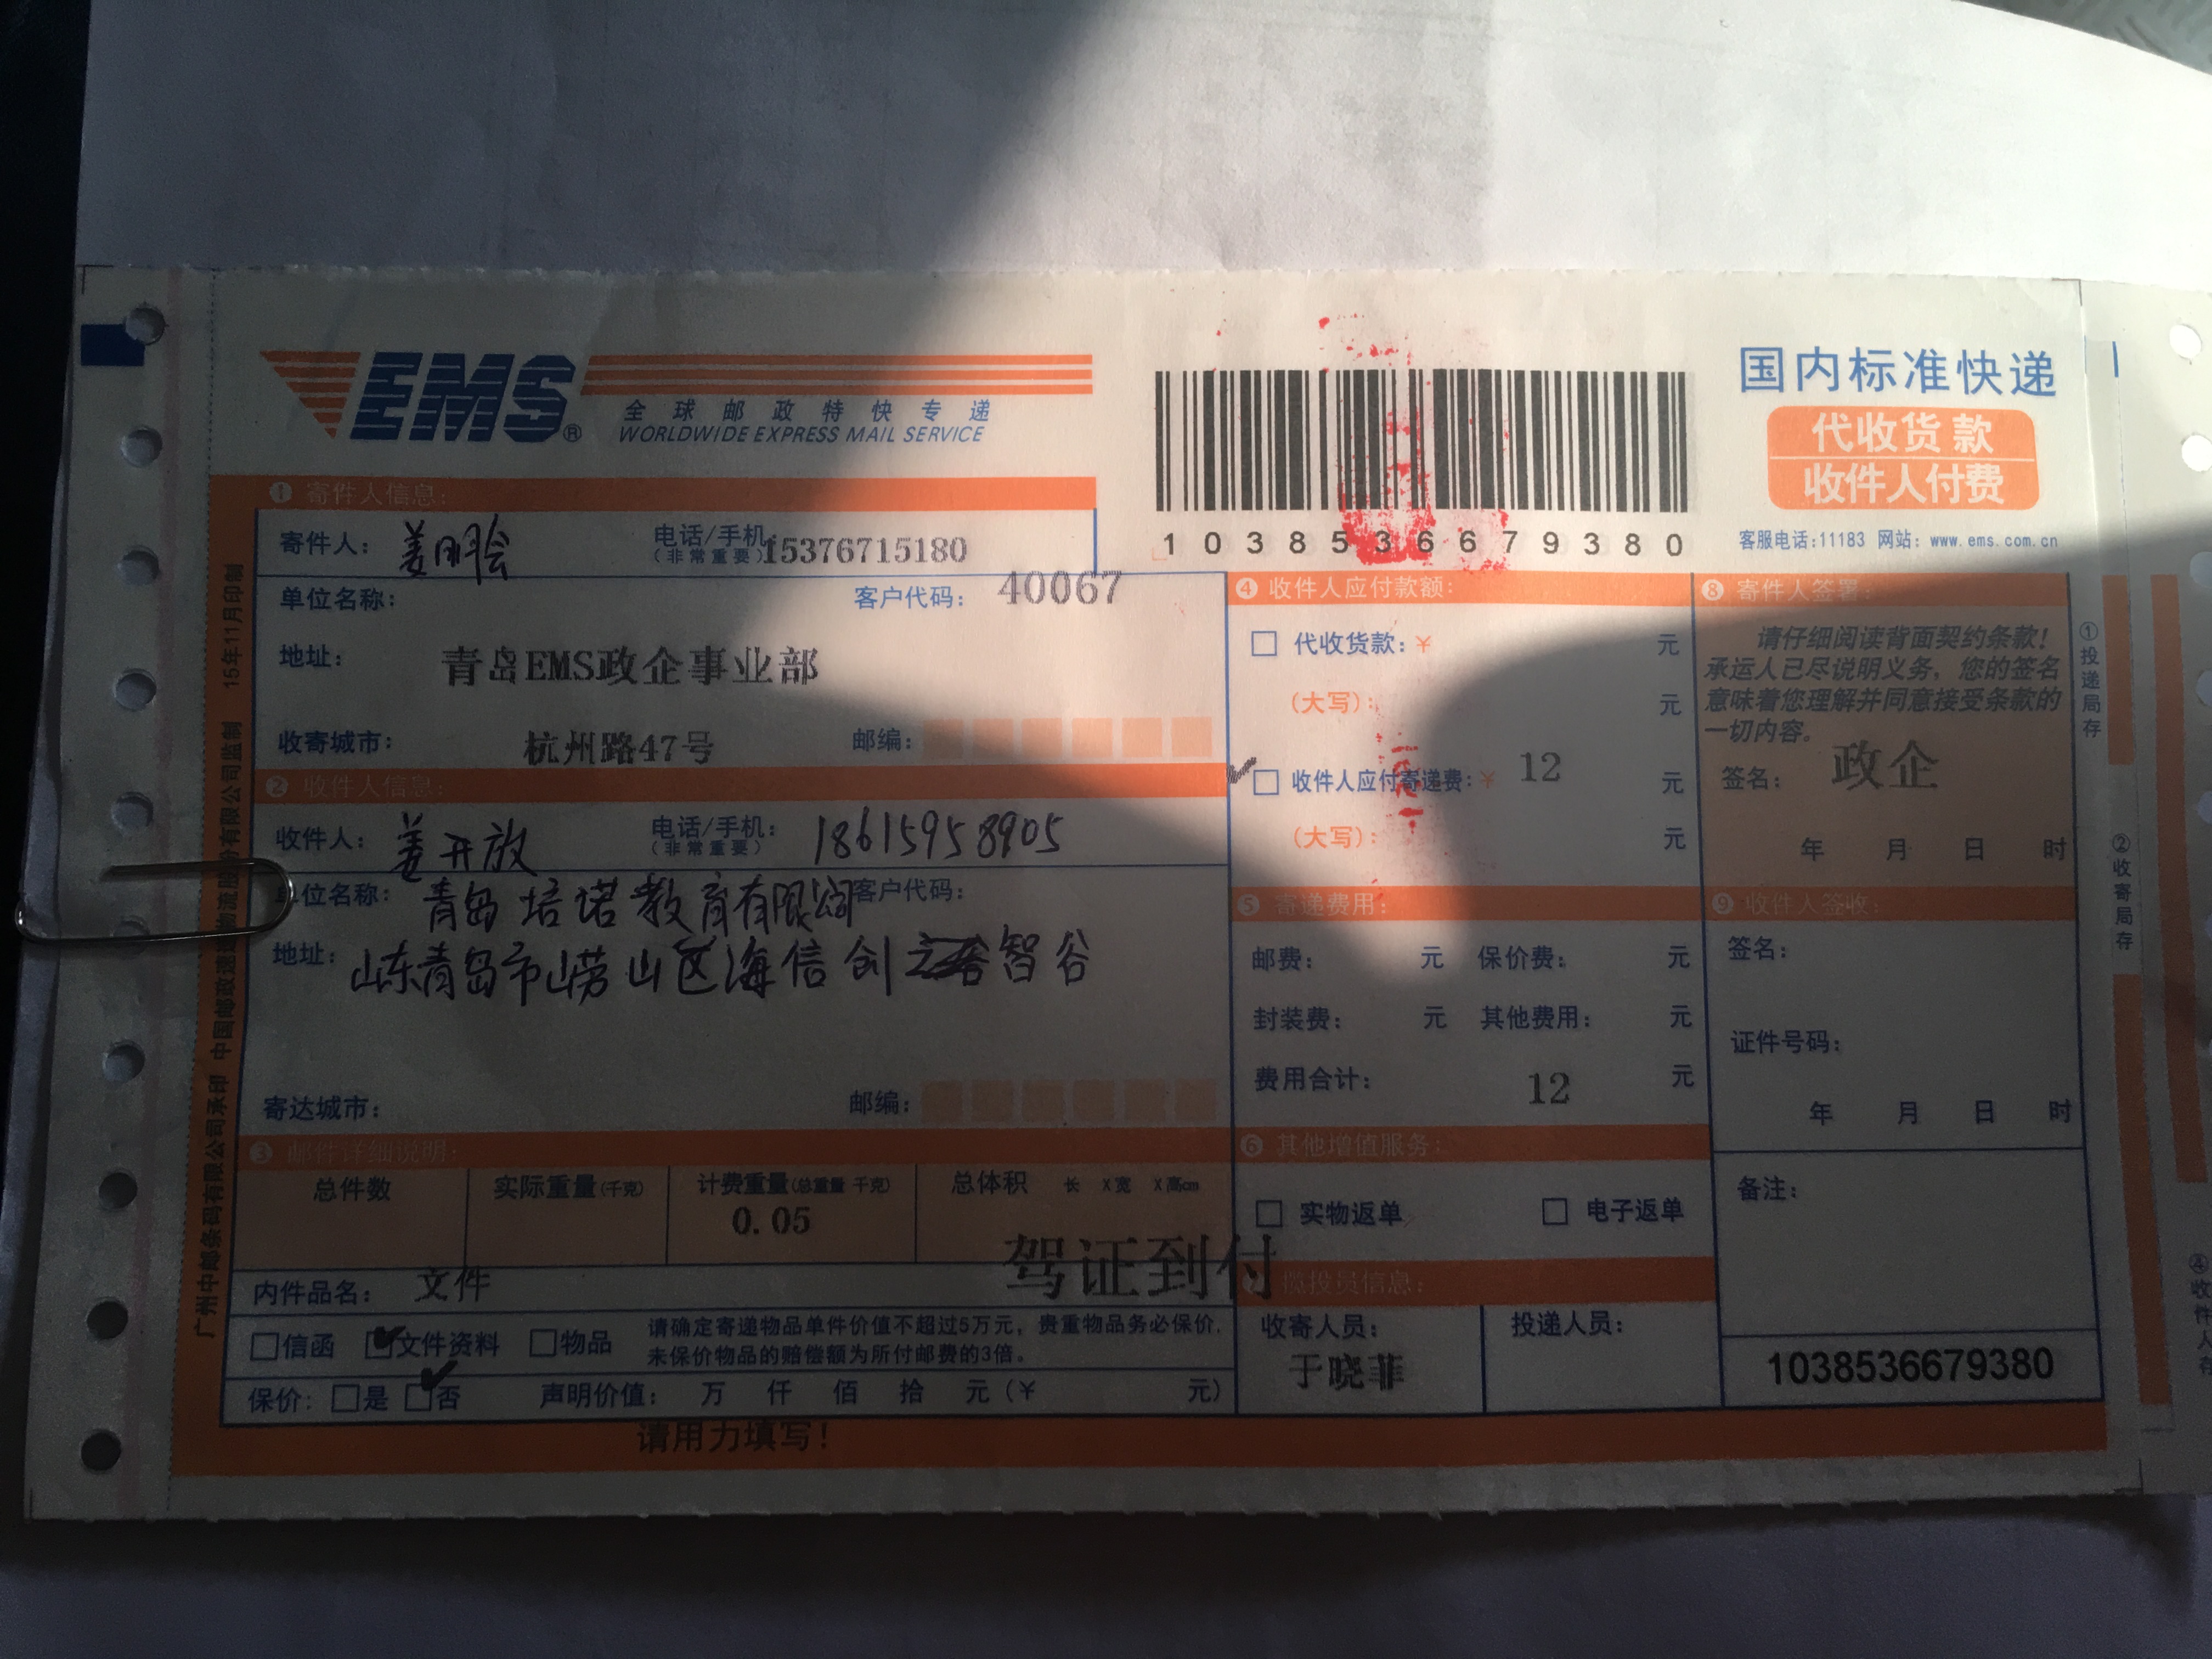 EMS®
全球邮政特快专递
WORLDWIDE EXPRESS MAIL SERVICE
国内标准快递
代收货款
收件人付费
1038536679380
客服电话:11183 网站: www.ems.com.cn
广州中邮条码有限公司承印 中国邮政速递物流股份有限公司监制 15年11月印制
① 寄件人信息:
寄件人: 电话/手机: 15376715180
(非常重要)
单位名称: 客户代码: 40067
地址: 青岛EMS政企事业部
杭州路47号
收寄城市: 邮编:
② 收件人信息:
收件人: 姜开放 电话/手机: 18615958905
(非常重要)
单位名称: 青岛培诺教育有限公司 客户代码:
地址: 山东青岛市崂山区海信创智谷
寄达城市: 邮编:
③ 邮件详细说明:
总件数 实际重量(千克) 计费重量(总重量 千克) 总体积 长 X 宽 X 高cm
0.05
内件品名: 文件 驾证到付
□信函 □文件资料 □物品 请确定寄递物品单件价值不超过5万元, 贵重物品务必保价,
未保价物品的赔偿额为所付邮费的3倍。
保价: □是 □否 声明价值: 万 仟 佰 拾 元 (¥ 元)
请用力填写!
④ 收件人应付款额:
□ 代收货款: ¥ 元
(大写): 元
□ 收件人应付寄递费: ¥ 12 元
(大写): 元
⑤ 寄递费用:
邮费: 元 保价费: 元
封装费: 元 其他费用: 元
费用合计: 12 元
⑥ 其他增值服务:
□ 实物返单 □ 电子返单
揽投员信息:
收寄人员: 于晓菲 投递人员:
⑧ 寄件人签署:
请仔细阅读背面契约条款!
承运人已尽说明义务, 您的签名
意味着您理解并同意接受条款的
一切内容。
签名: 政企
年 月 日 时
⑨ 收件人签收:
签名:
证件号码:
年 月 日 时
备注:
1038536679380
① 投递局存
② 收寄局存
④ 收件人存